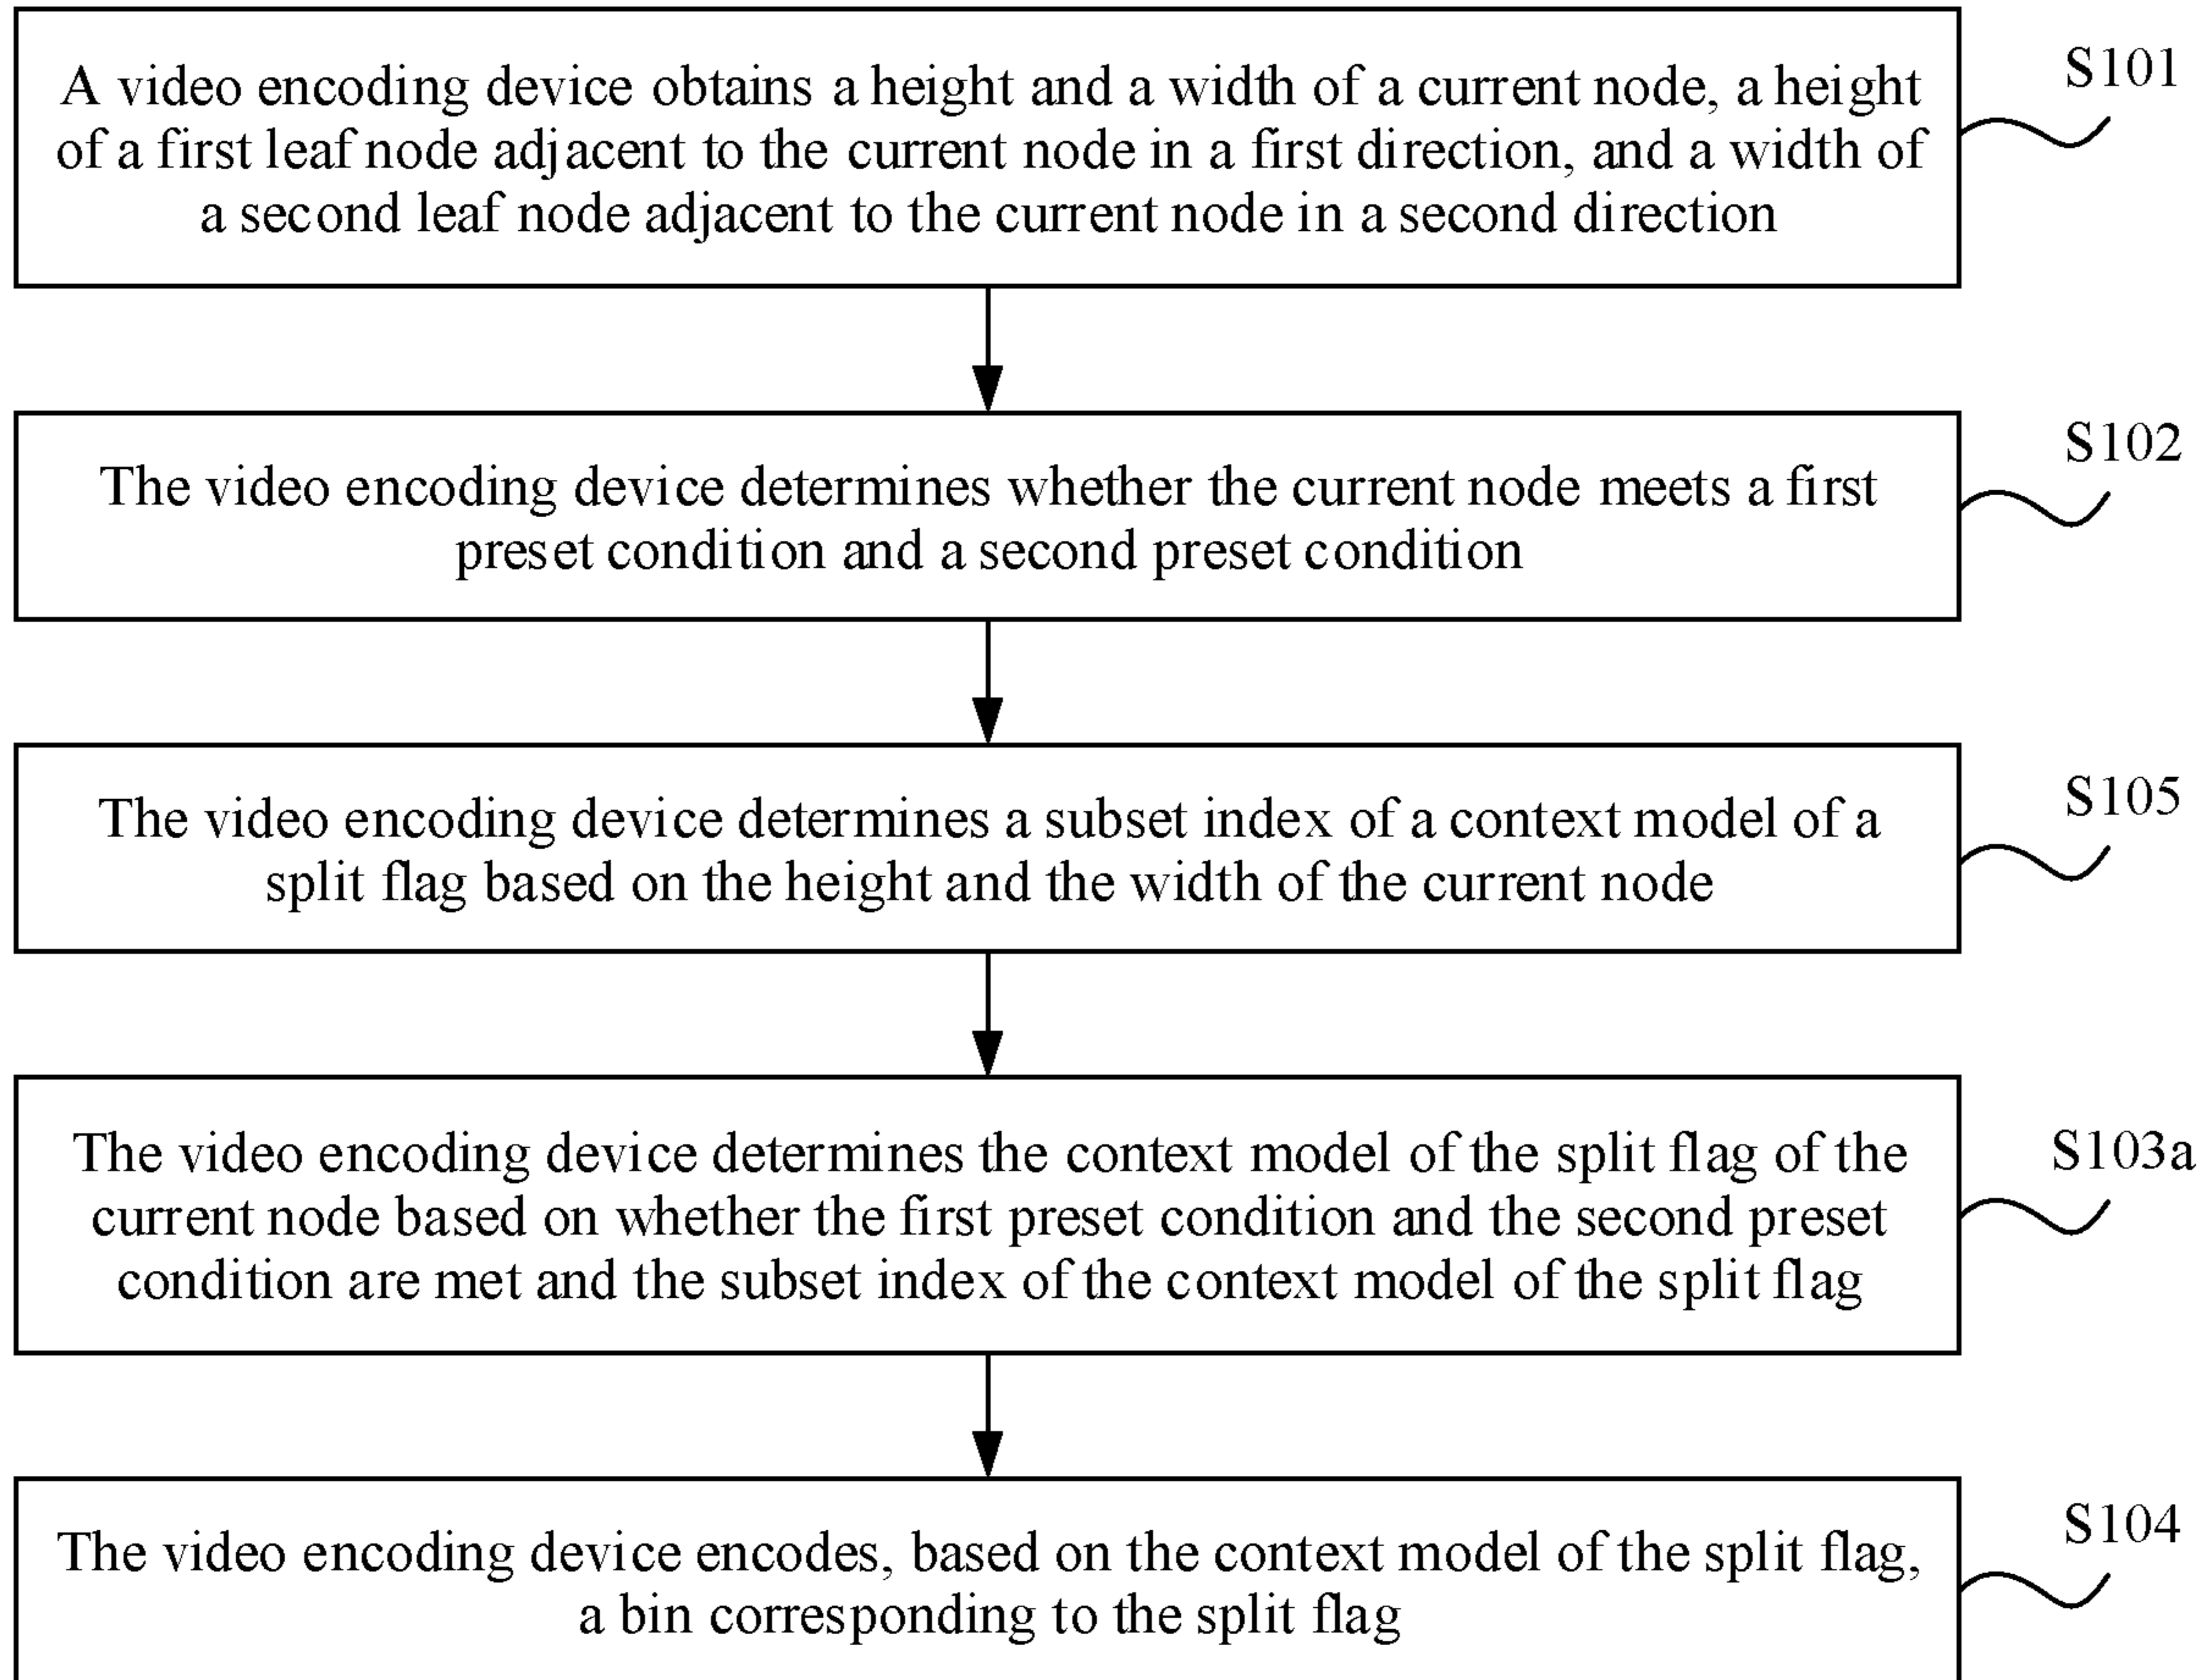 A video encoding device obtains a height and a width of a current node, a height
of a first leaf node adjacent to the current node in a first direction, and a width of
a second leaf node adjacent to the current node in a second direction
S101
The video encoding device determines whether the current node meets a first
preset condition and a second preset condition
S102
The video encoding device determines a subset index of a context model of a
split flag based on the height and the width of the current node
S105
The video encoding device determines the context model of the split flag of the
current node based on whether the first preset condition and the second preset
condition are met and the subset index of the context model of the split flag
S103a
The video encoding device encodes, based on the context model of the split flag,
a bin corresponding to the split flag
S104